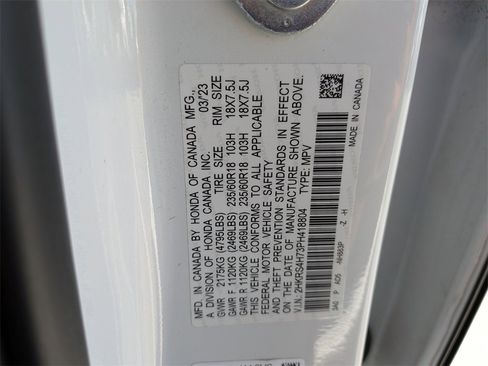 MFD. IN CANADA BY HONDA OF CANADA MFG., 03/23
A DIVISION OF HONDA CANADA INC.
TIRE SIZE RIM SIZE
GVWR 2175KG (4795LBS)
GAWR F 1120KG (2469LBS) 235/60R18 103H 18X7.5J
GAWR R 1120KG (2469LBS) 235/60R18 103H 18X7.5J
THIS VEHICLE CONFORMS TO ALL APPLICABLE
FEDERAL MOTOR VEHICLE SAFETY
AND THEFT PREVENTION STANDARDS IN EFFECT
ON THE DATE OF MANUFACTURE SHOWN ABOVE.
V.I.N.: 2HKRS4H73PH418804 TYPE: MPV
3A0 P AD5 NH883P -Z -H
MADE IN CANADA